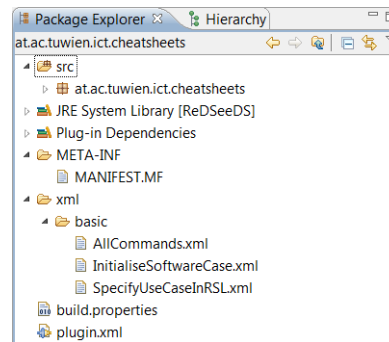 Package Explorer Hierarchy
at.ac.tuwien.ict.cheatsheets
src
at.ac.tuwien.ict.cheatsheets
JRE System Library [ReDSeeDS]
Plug-in Dependencies
META-INF
MANIFEST.MF
xml
basic
AllCommands.xml
InitialiseSoftwareCase.xml
SpecifyUseCaseInRSL.xml
build.properties
plugin.xml